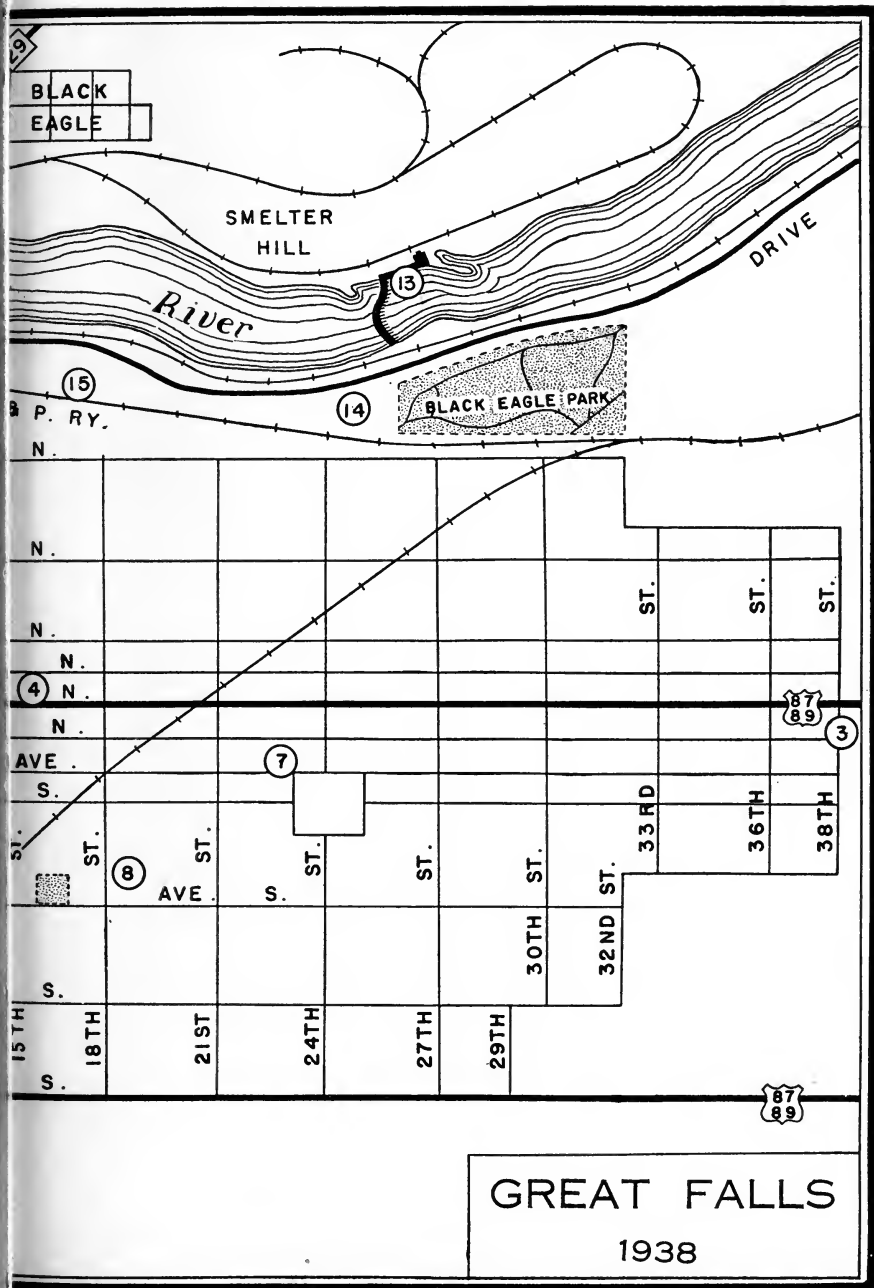 29
BLACK
EAGLE
SMELTER
HILL
DRIVE
13
River
15
14
BLACK EAGLE PARK
& P. RY.
N.
N.
ST.
ST.
ST.
N.
N.
4
N.
87
89
N.
3
AVE.
7
S.
33RD
36TH
38TH
ST.
ST.
ST.
ST.
ST.
ST.
ST.
8
AVE. S.
30TH
32ND
S.
15TH
18TH
21ST
24TH
27TH
29TH
S.
87
89
GREAT FALLS
1938